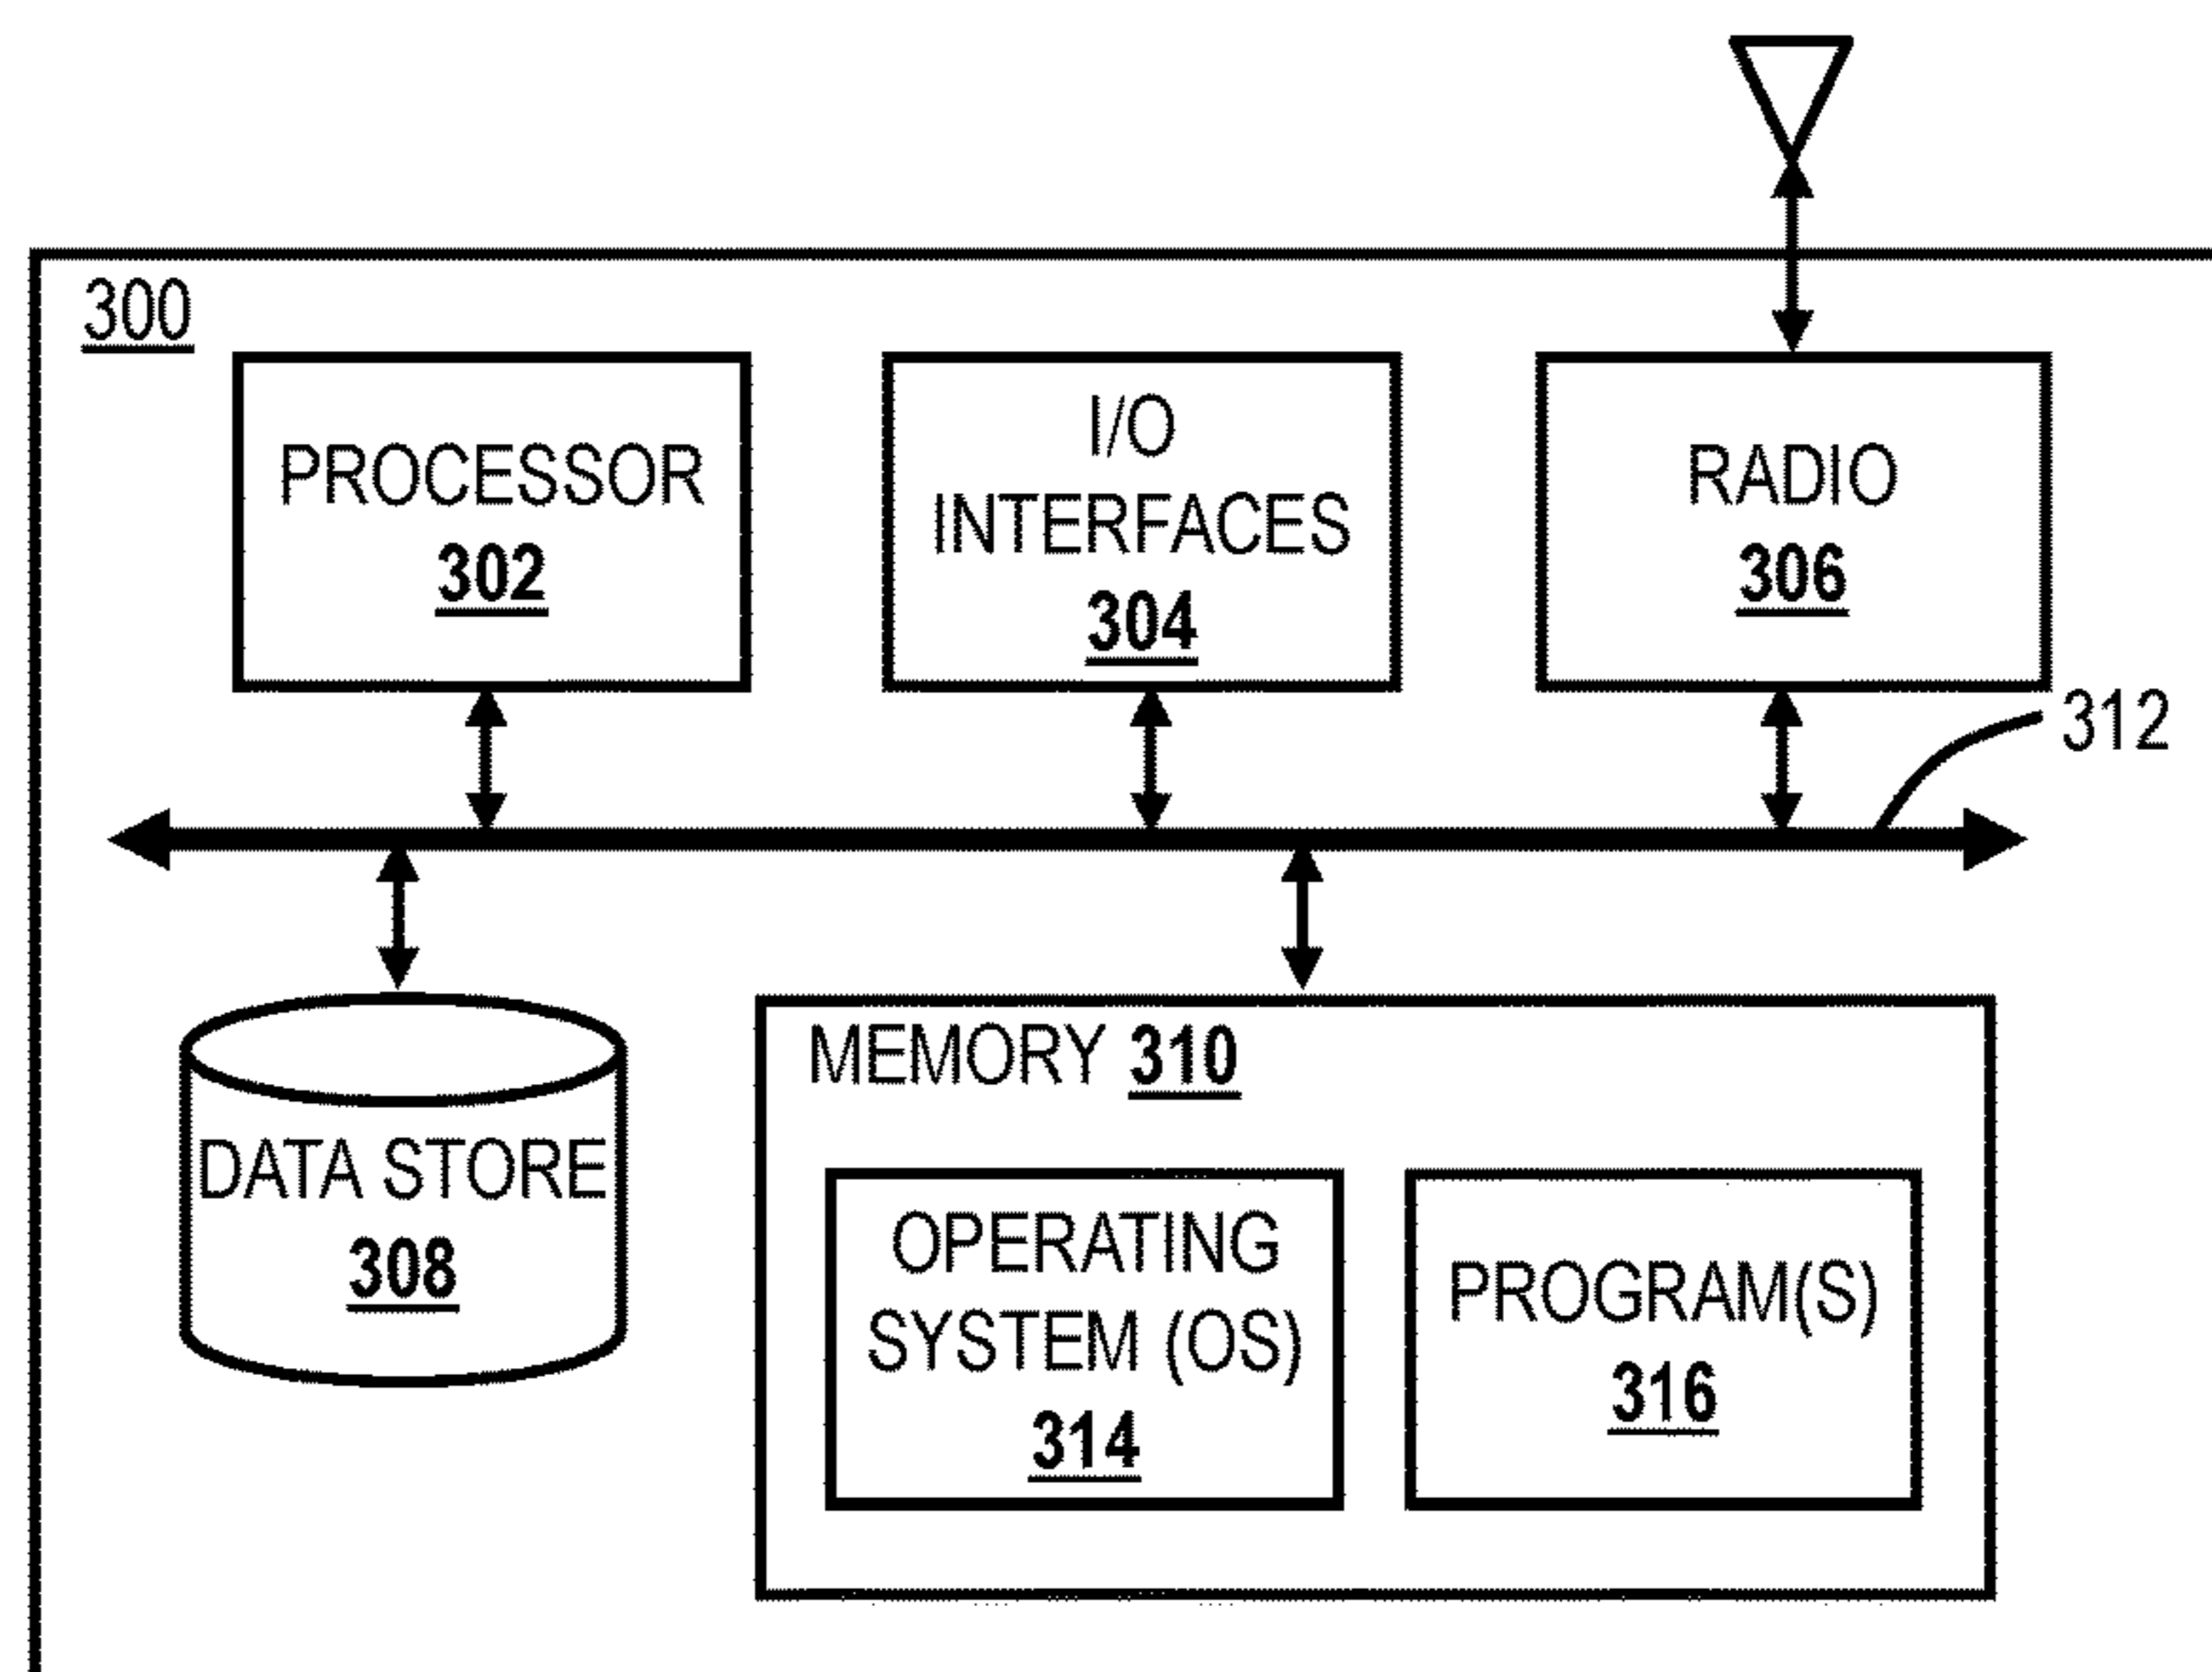 300
PROCESSOR
302
I/O
INTERFACES
304
RADIO
306
312
DATA STORE
308
MEMORY 310
OPERATING
SYSTEM (OS)
314
PROGRAM(S)
316